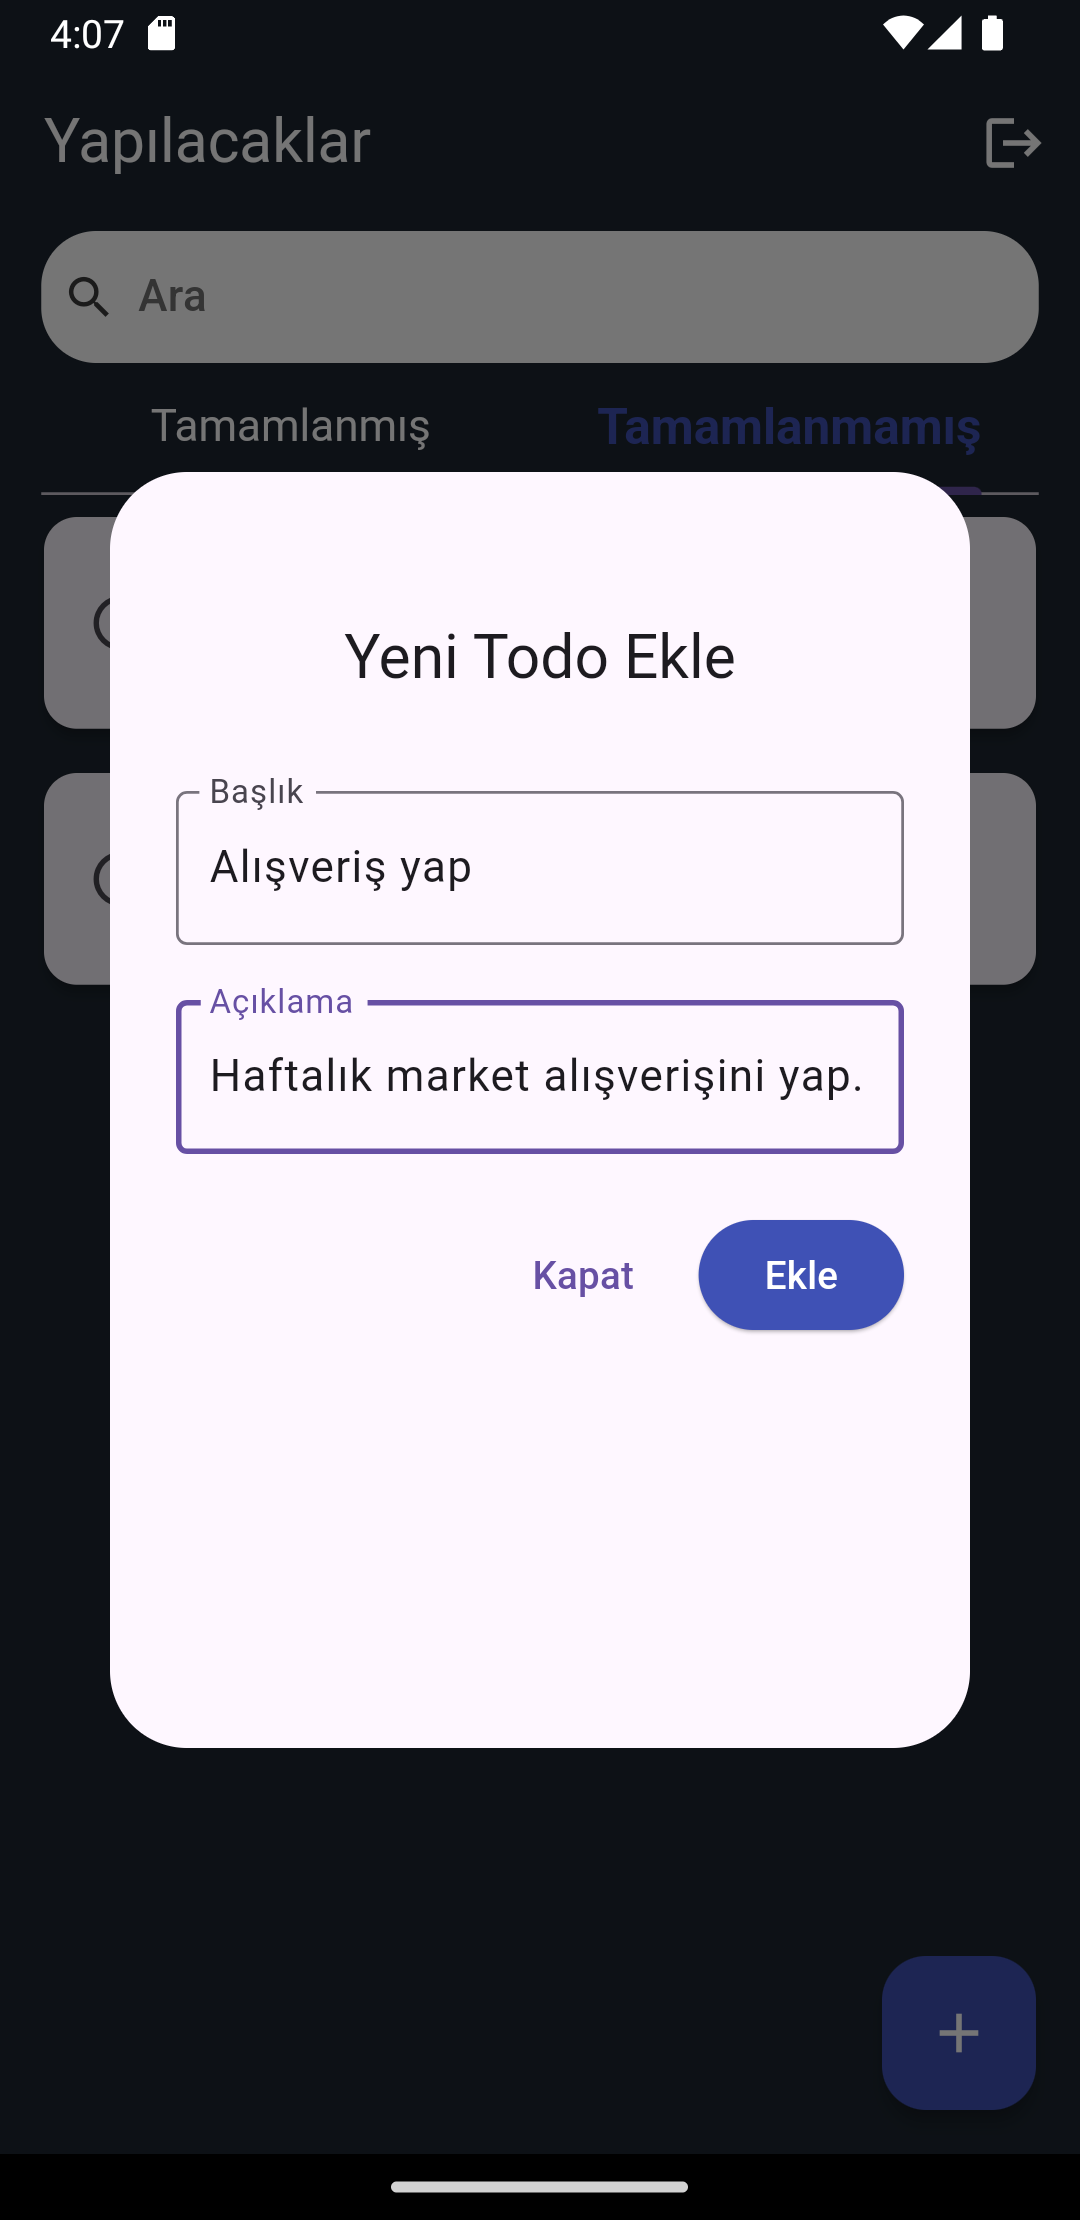 4:07
Yapılacaklar
Ara
Tamamlanmış Tamamlanmamış
Yeni Todo Ekle
Başlık
Alışveriş yap
Açıklama
Haftalık market alışverişini yap.
Kapat Ekle